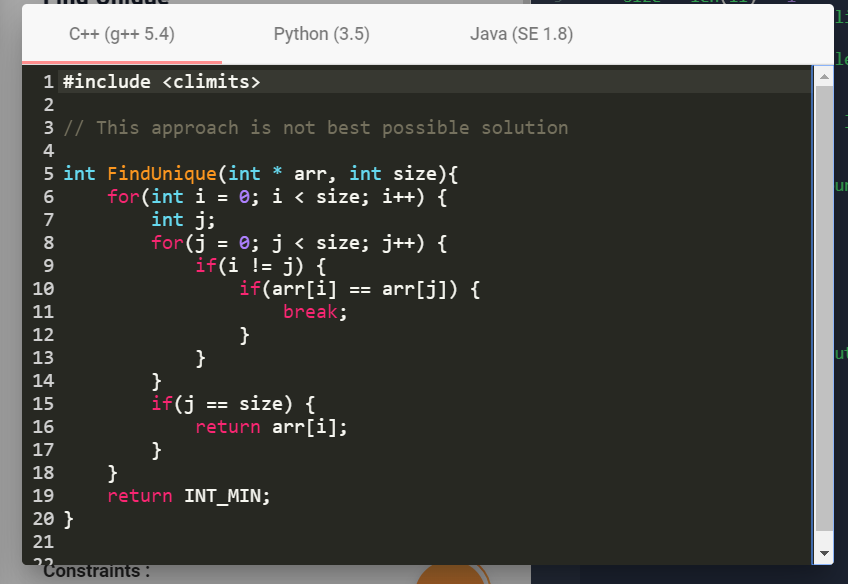 Find Unique
C++ (g++ 5.4) Python (3.5) Java (SE 1.8)
1 #include <climits>
2
3 // This approach is not best possible solution
4
5 int FindUnique(int * arr, int size){
6 for(int i = 0; i < size; i++) {
7 int j;
8 for(j = 0; j < size; j++) {
9 if(i != j) {
10 if(arr[i] == arr[j]) {
11 break;
12 }
13 }
14 }
15 if(j == size) {
16 return arr[i];
17 }
18 }
19 return INT_MIN;
20 }
21
22
Constraints :